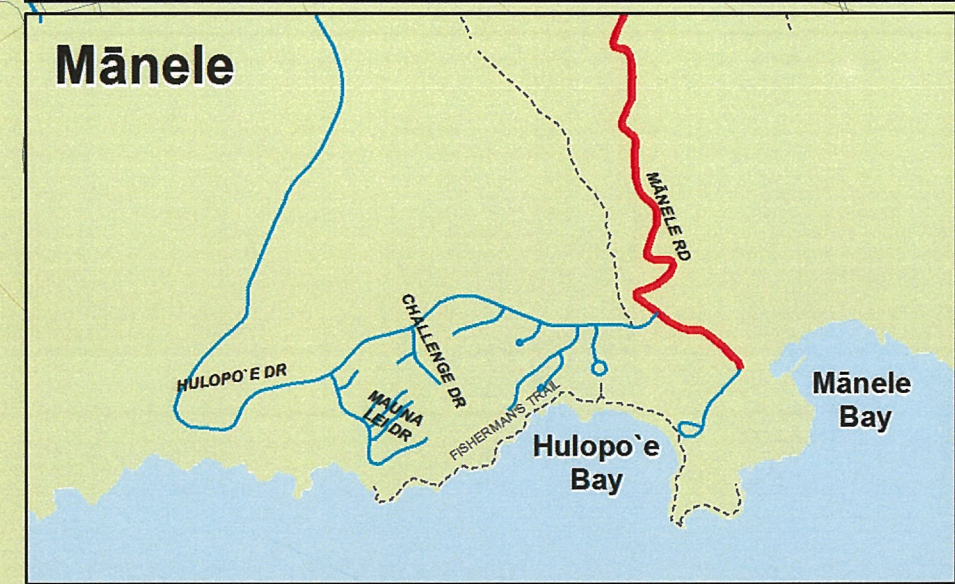 Mānele
MĀNELE RD
CHALLENGE DR
HULOPO`E DR
MAUNA
LEI DR
FISHERMAN'S TRAIL
Mānele
Bay
Hulopo`e
Bay